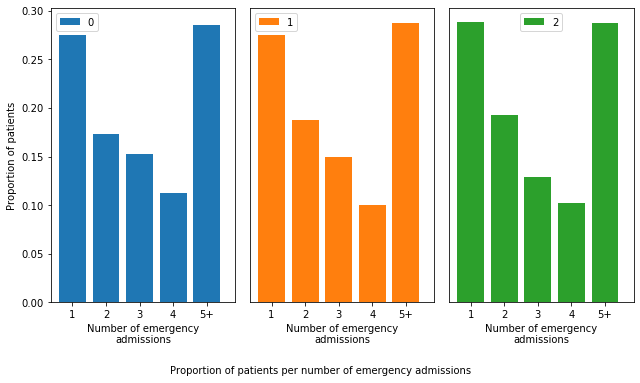 0.30
0.25
0.20
0.15
0.10
0.05
0.00
Proportion of patients
0
1 2 3 4 5+
Number of emergency
admissions
1
1 2 3 4 5+
Number of emergency
admissions
2
1 2 3 4 5+
Number of emergency
admissions
Proportion of patients per number of emergency admissions